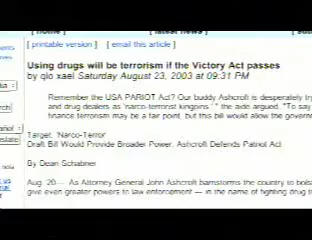 [ home ] [ latest news ]
[ printable version ] [ email this article ]
Using drugs will be terrorism if the Victory Act passes
by qlo xael Saturday August 23, 2003 at 09:31 PM
Remember the USA PARIOT Act? Our buddy Ashcroft is desperately
and drug dealers as 'narco-terrorist kingpins.'" the aide argued. "To say
finance terrorism may be a fair point, but this bill would allow the
Target: 'Narco-Terror'
Draft Bill Would Provide Broader Power. Ashcroft Defends Patriot Act
By Dean Schabner
Aug. 20— As Attorney General John Ashcroft barnstorms the country to
give even greater powers to law enforcement — in the name of fighting drug